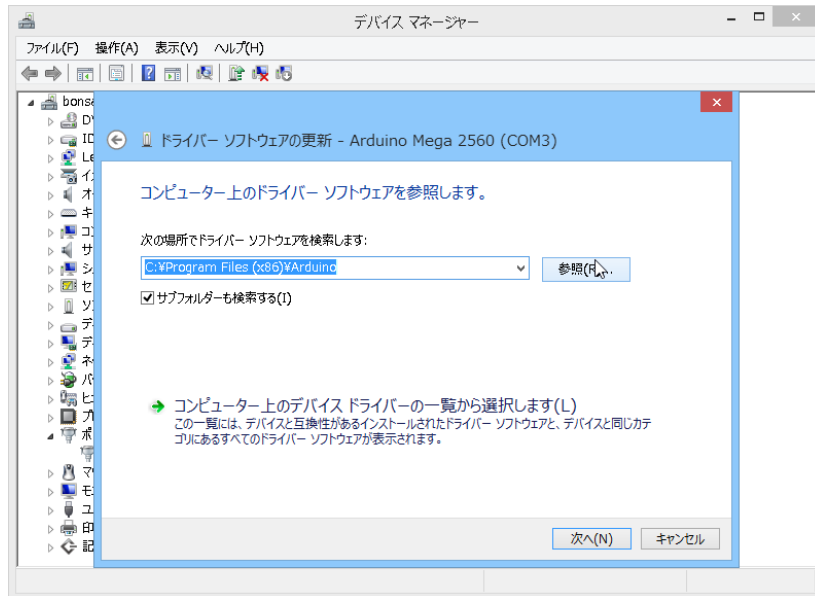 デバイス マネージャー
ファイル(F) 操作(A) 表示(V) ヘルプ(H)
bonsa
ドライバー ソフトウェアの更新 - Arduino Mega 2560 (COM3)
コンピューター上のドライバー ソフトウェアを参照します。
次の場所でドライバー ソフトウェアを検索します:
C:¥Program Files (x86)¥Arduino
参照(R)...
サブフォルダーも検索する(I)
コンピューター上のデバイス ドライバーの一覧から選択します(L)
この一覧には、デバイスと互換性があるインストールされたドライバー ソフトウェアと、デバイスと同じカテ
ゴリにあるすべてのドライバー ソフトウェアが表示されます。
次へ(N) キャンセル